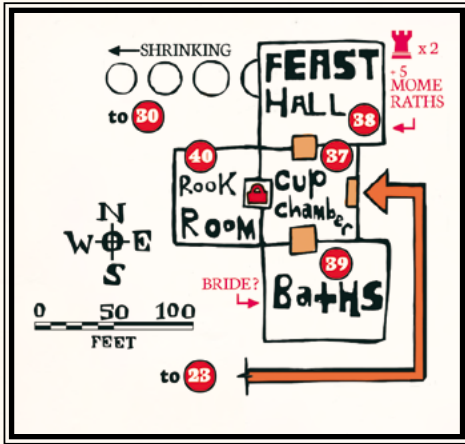 ←SHRINKING
to 30
FEAST
HALL
38
x 2
+5
MOME
RATHS
40
ROOK
ROOM
37
CUP
chamber
N
W E
S
39
BatHS
BRIDE?
0 50 100
FEET
to 23